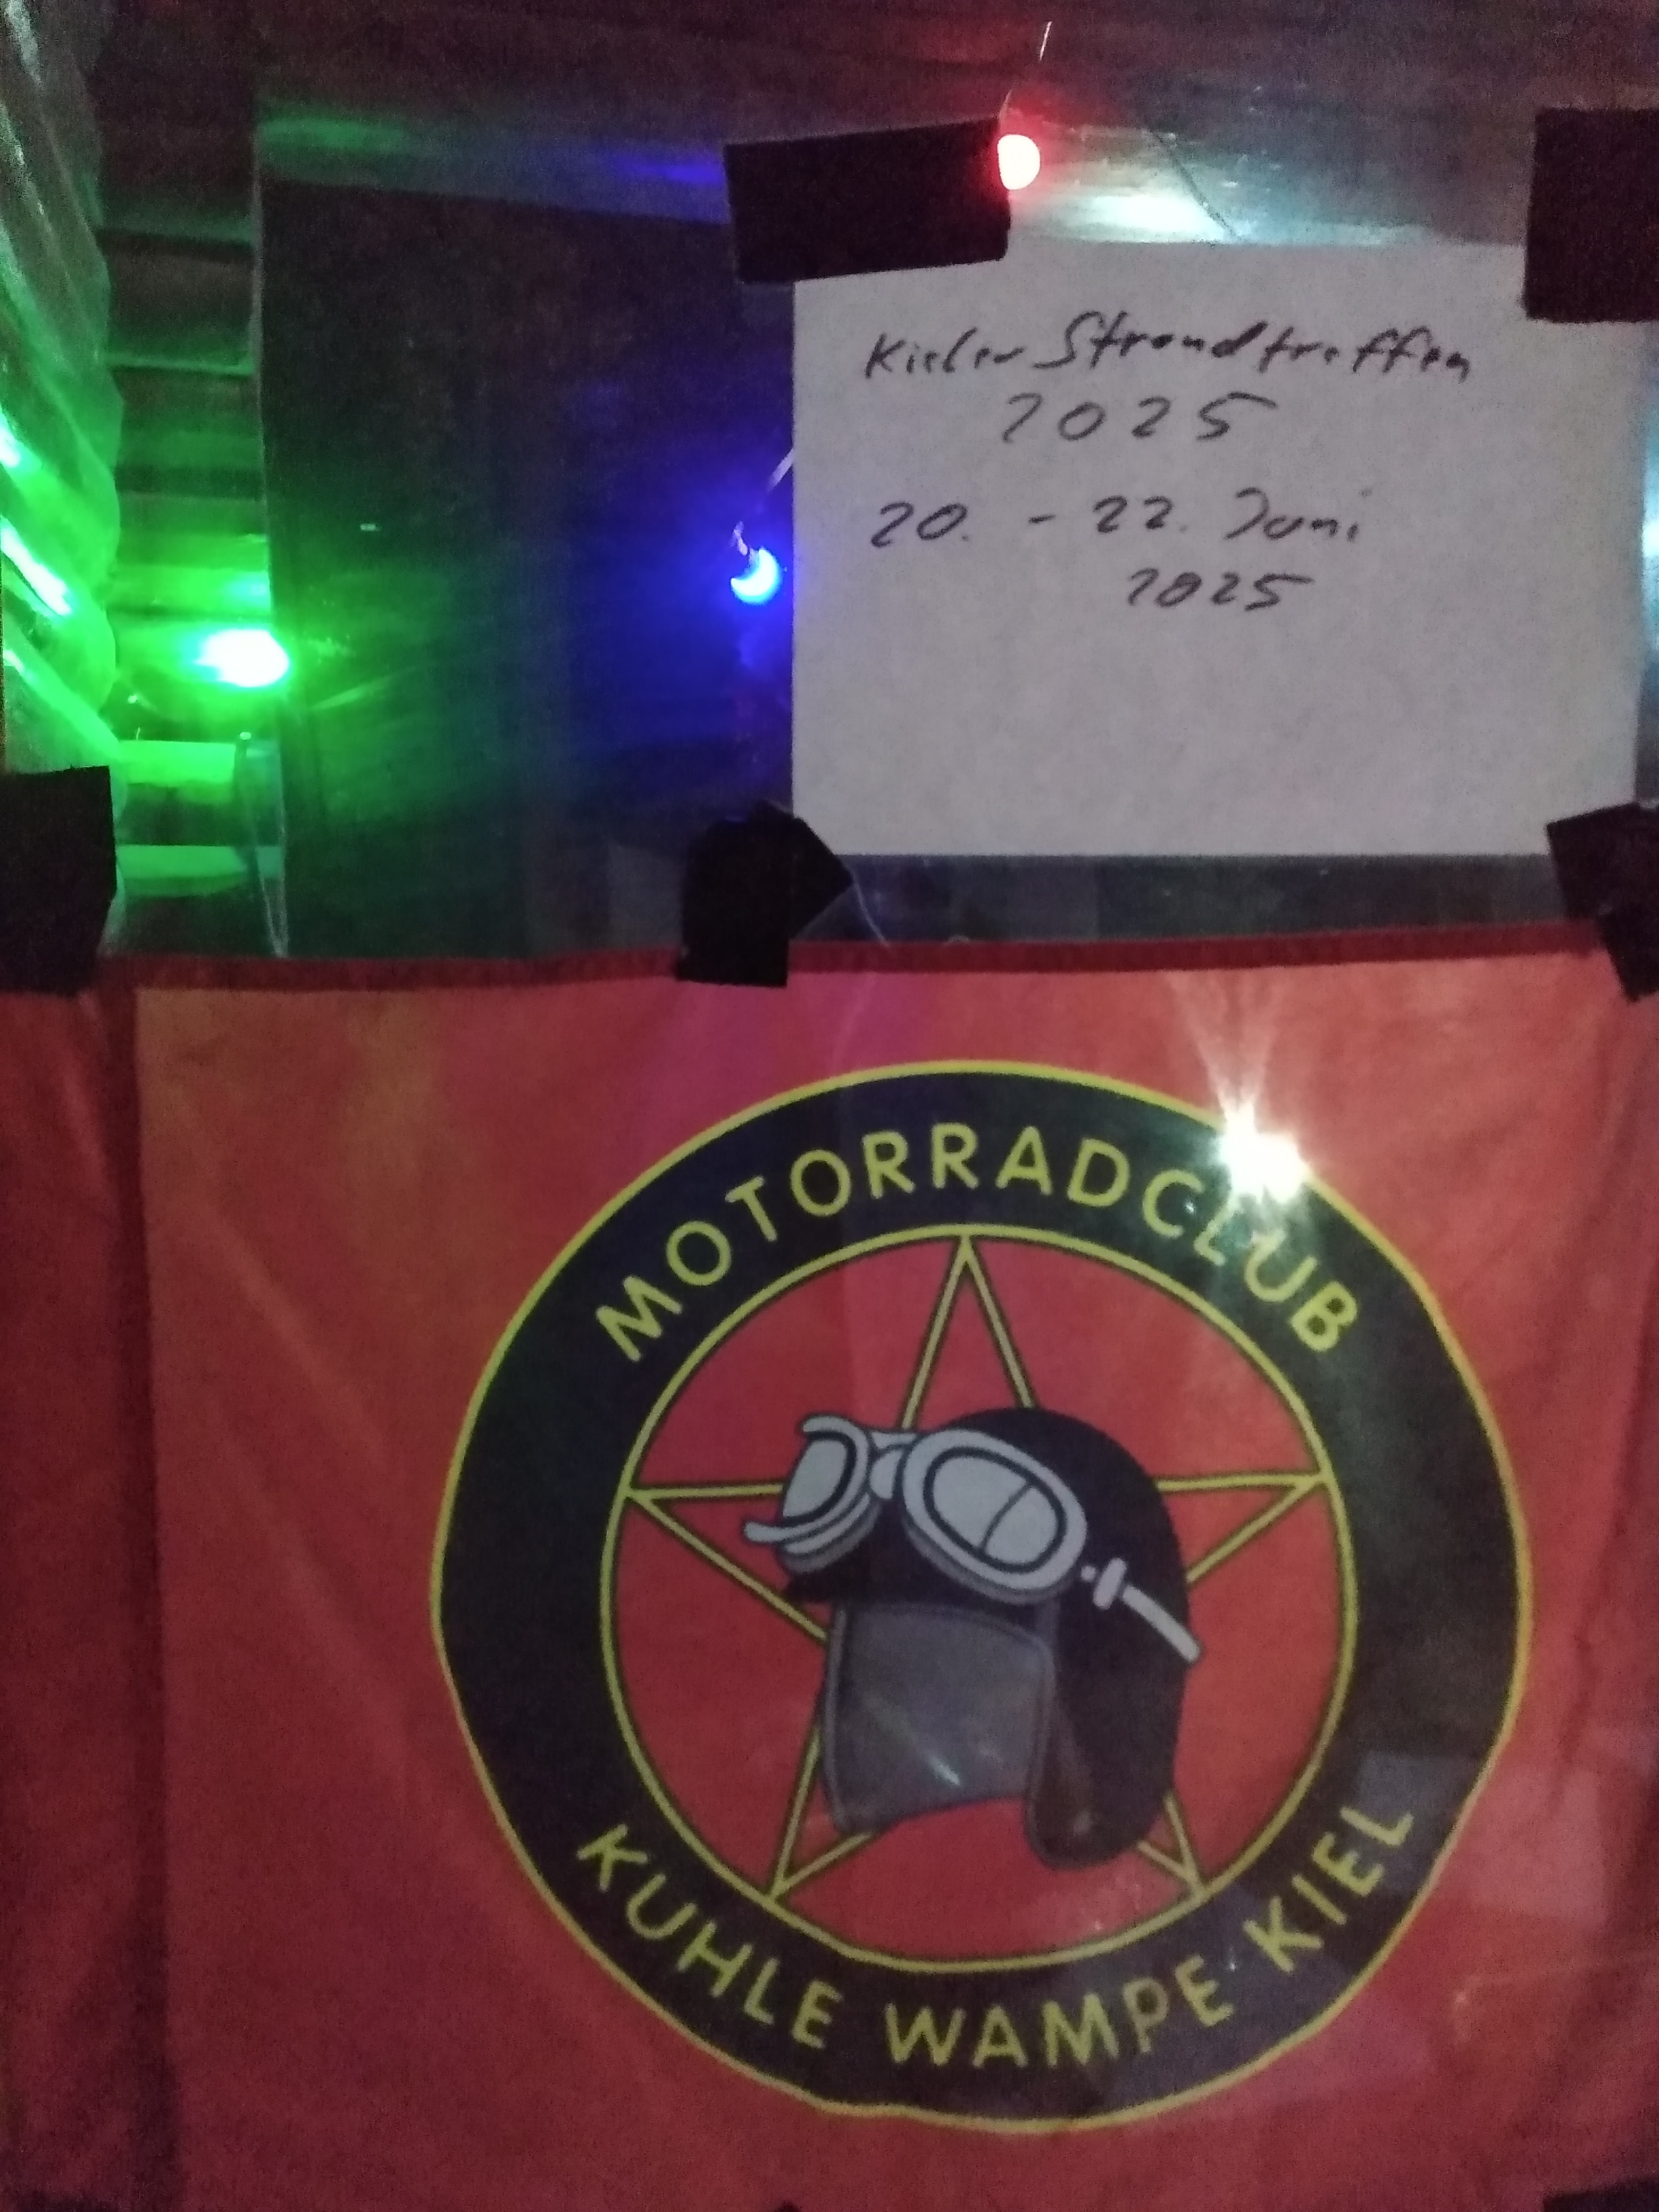 Kieler Strandtreffen
2025
20. - 22. Juni
2025
MOTORRADCLUB
KUHLE WAMPE KIEL